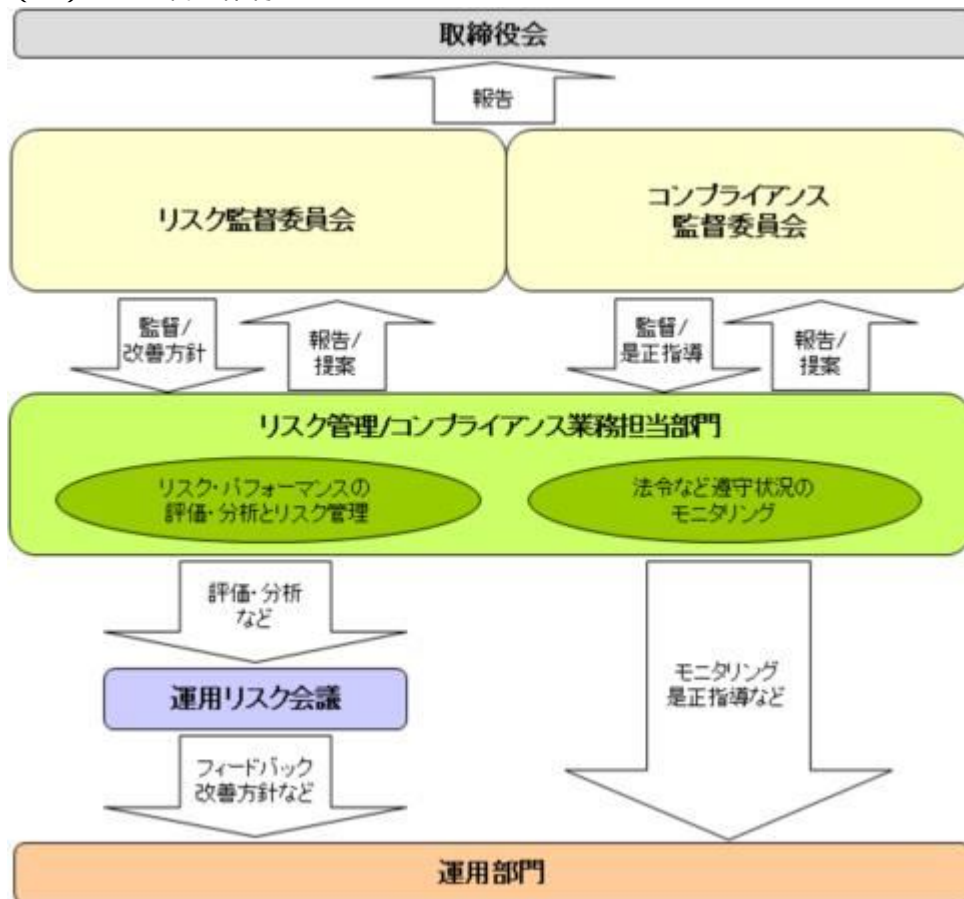 取締役会
報告
リスク監督委員会
コンプライアンス
監督委員会
監督/
改善方針
報告/
提案
監督/
是正指導
報告/
提案
リスク管理/コンプライアンス業務担当部門
リスク・パフォーマンスの
評価・分析とリスク管理
法令など遵守状況の
モニタリング
評価・分析
など
運用リスク会議
モニタリング
是正指導など
フィードバック
改善方針など
運用部門